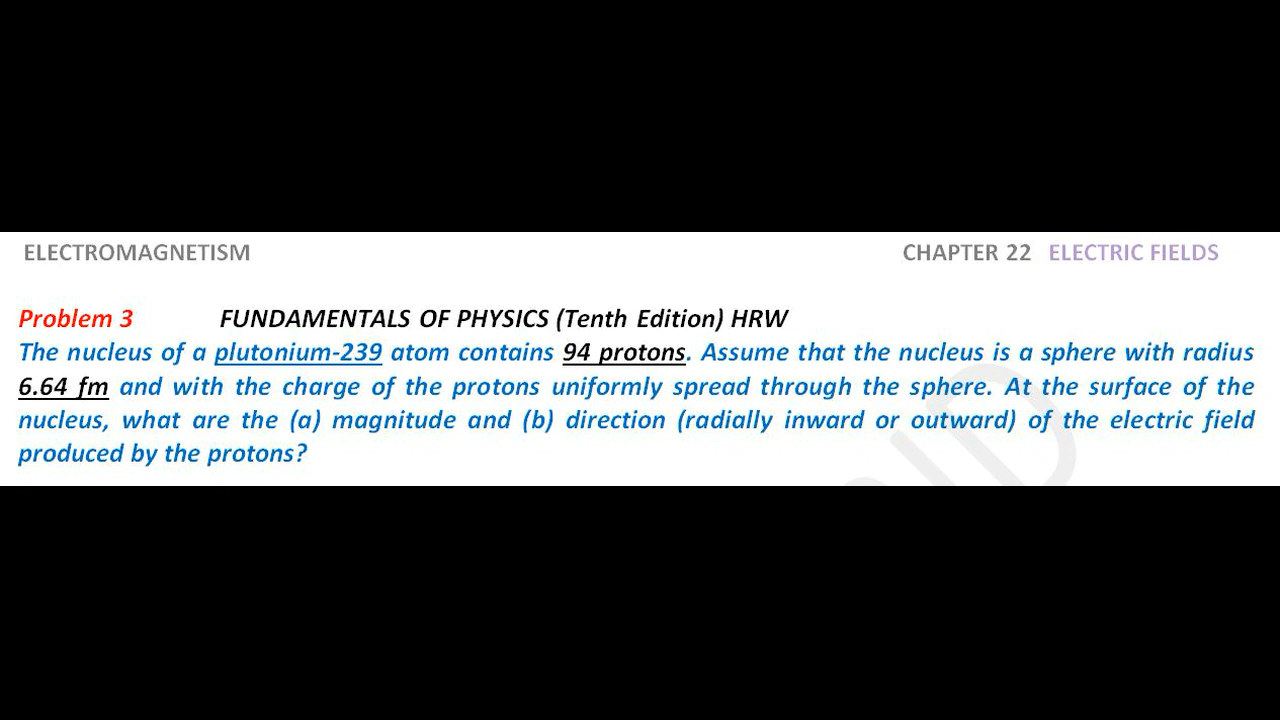 ELECTROMAGNETISM CHAPTER 22 ELECTRIC FIELDS
Problem 3 FUNDAMENTALS OF PHYSICS (Tenth Edition) HRW
The nucleus of a plutonium-239 atom contains 94 protons. Assume that the nucleus is a sphere with radius
6.64 fm and with the charge of the protons uniformly spread through the sphere. At the surface of the
nucleus, what are the (a) magnitude and (b) direction (radially inward or outward) of the electric field
produced by the protons?